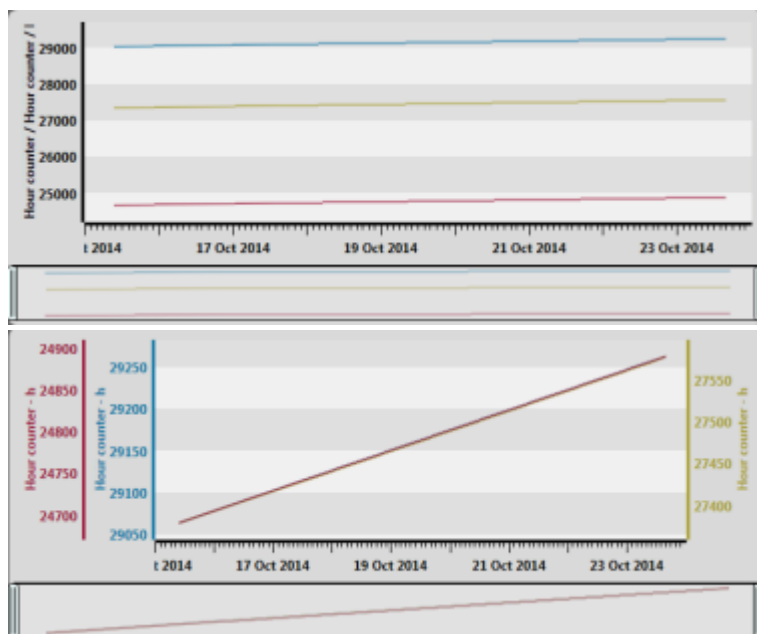 Hour counter / Hour counter / l
29000
28000
27000
26000
25000
t 2014
17 Oct 2014
19 Oct 2014
21 Oct 2014
23 Oct 2014
Hour counter - h
24900
24850
24800
24750
24700
Hour counter - h
29250
29200
29150
29100
29050
27550
27500
27450
27400
Hour counter - h
t 2014
17 Oct 2014
19 Oct 2014
21 Oct 2014
23 Oct 2014